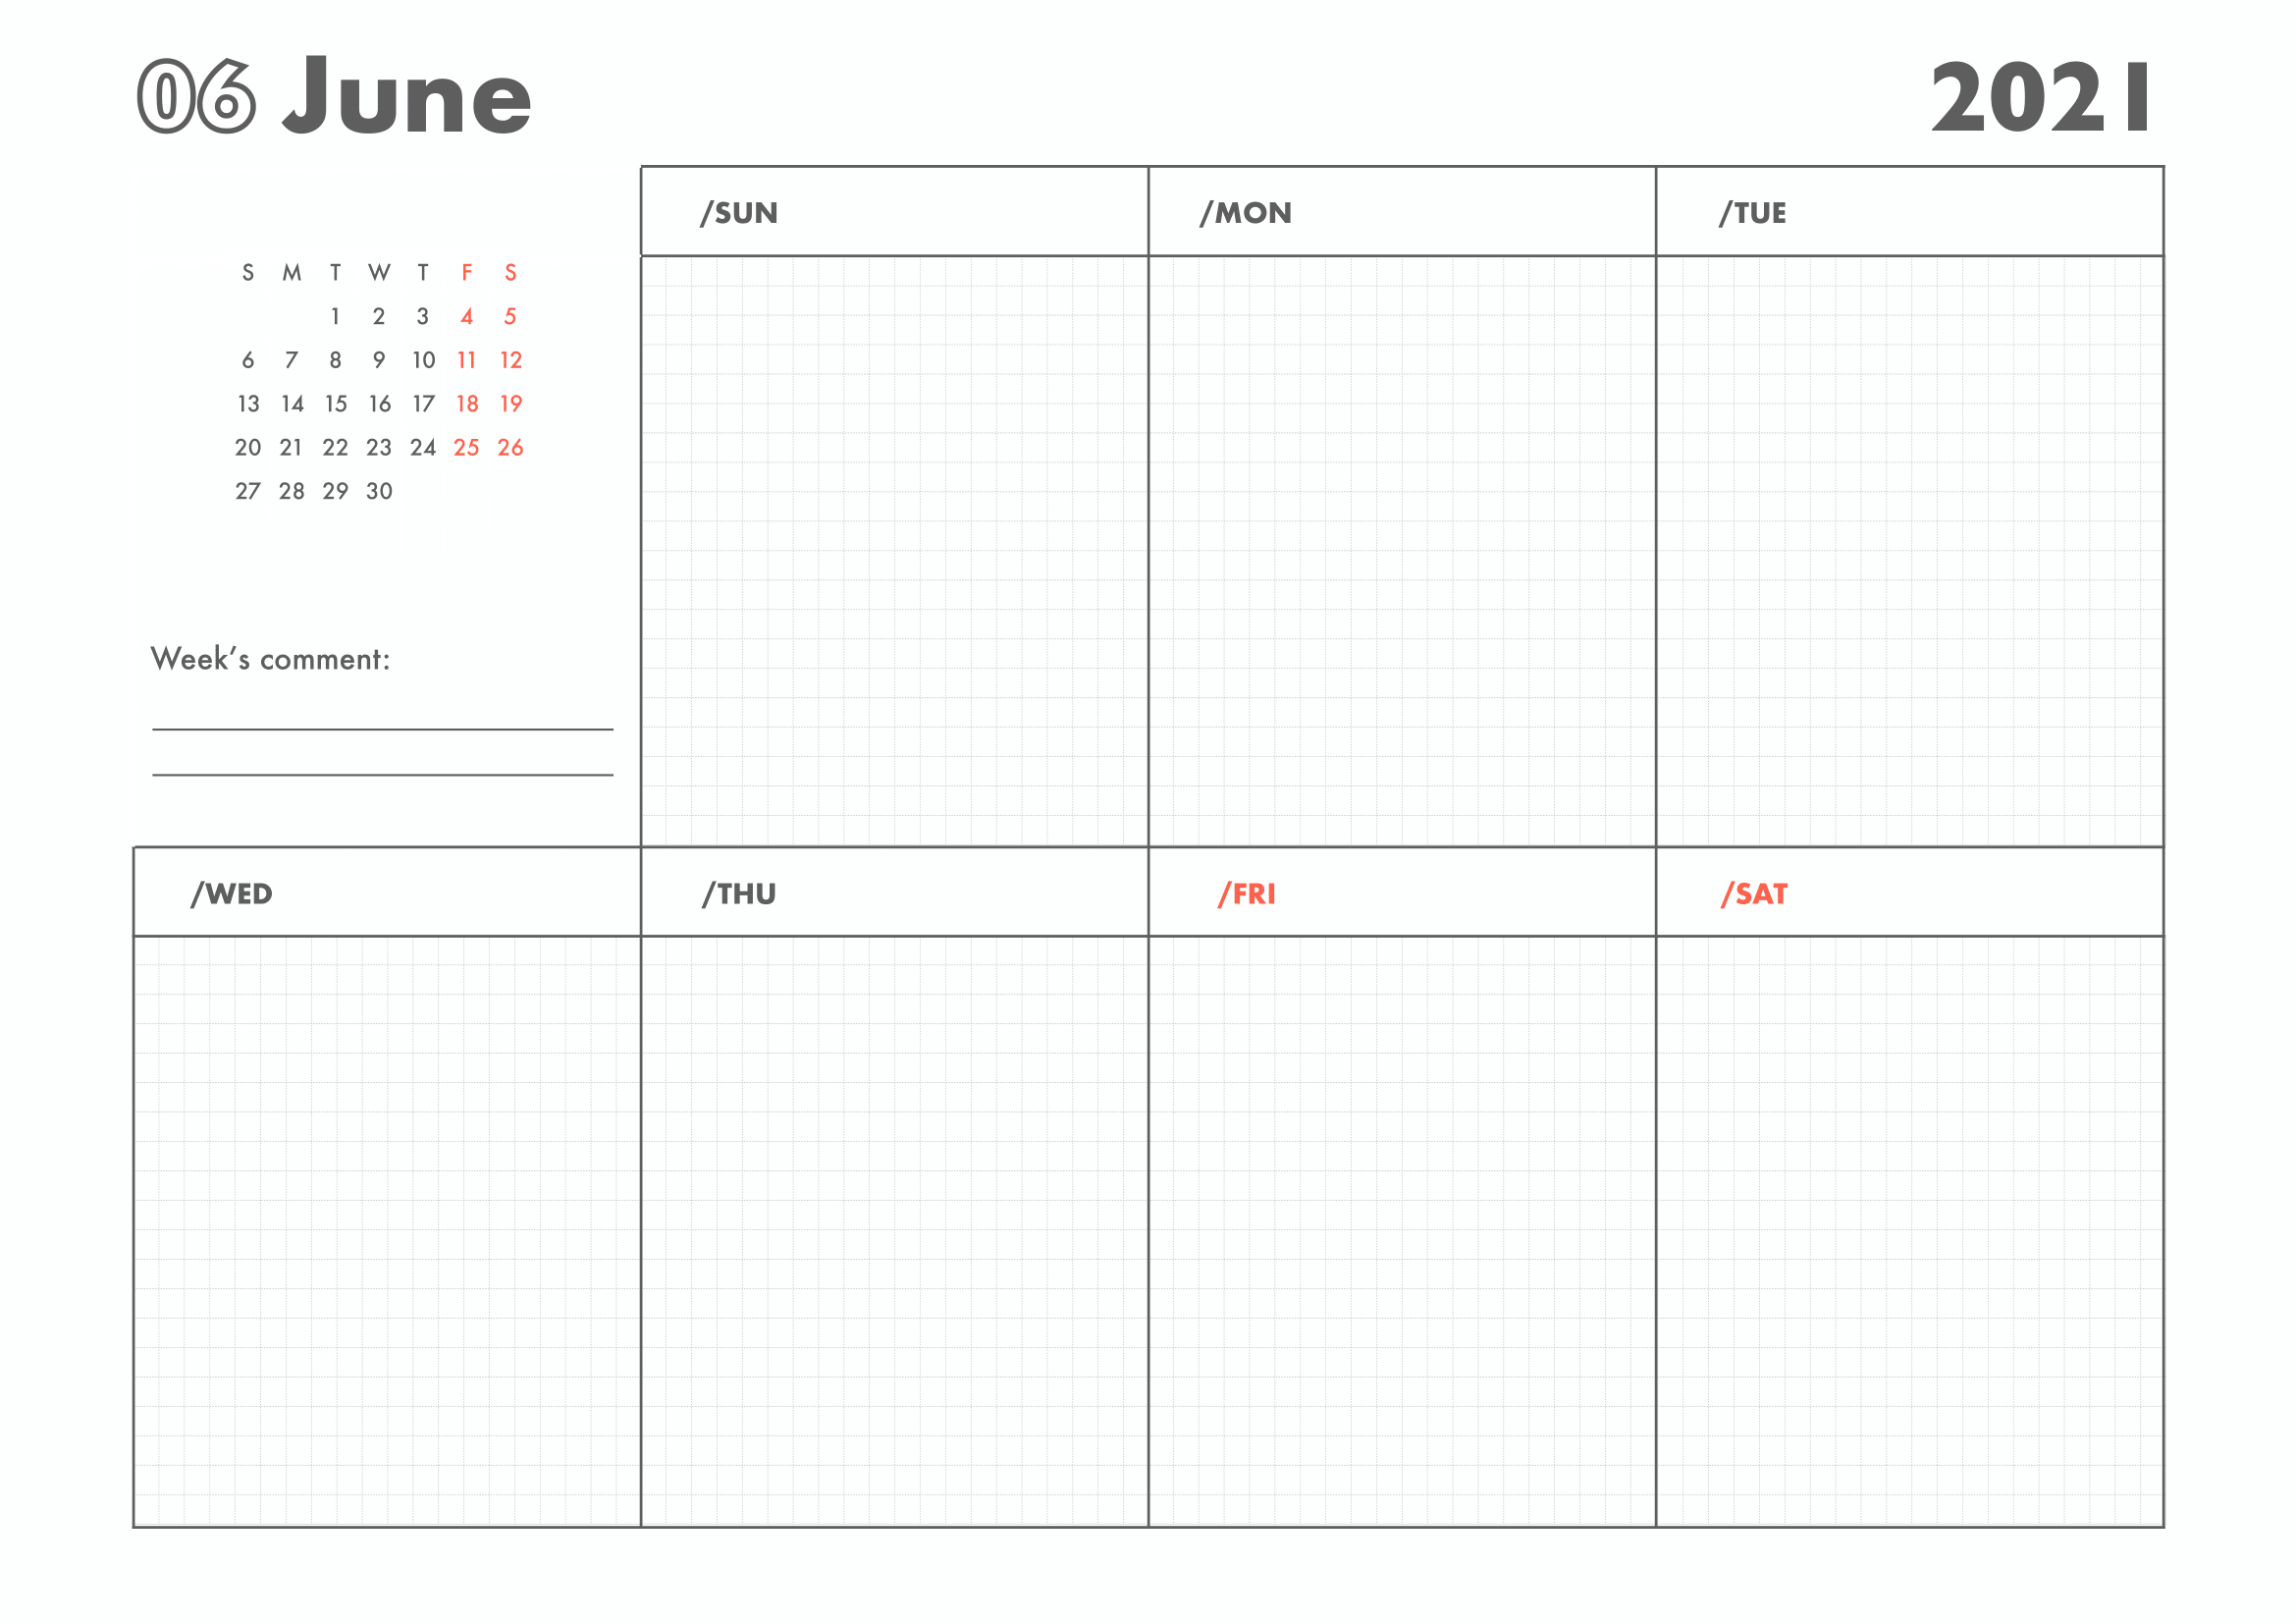 06 June 2021
/SUN /MON /TUE
S M T W T F S
1 2 3 4 5
6 7 8 9 10 11 12
13 14 15 16 17 18 19
20 21 22 23 24 25 26
27 28 29 30
Week’s comment:
/WED /THU /FRI /SAT